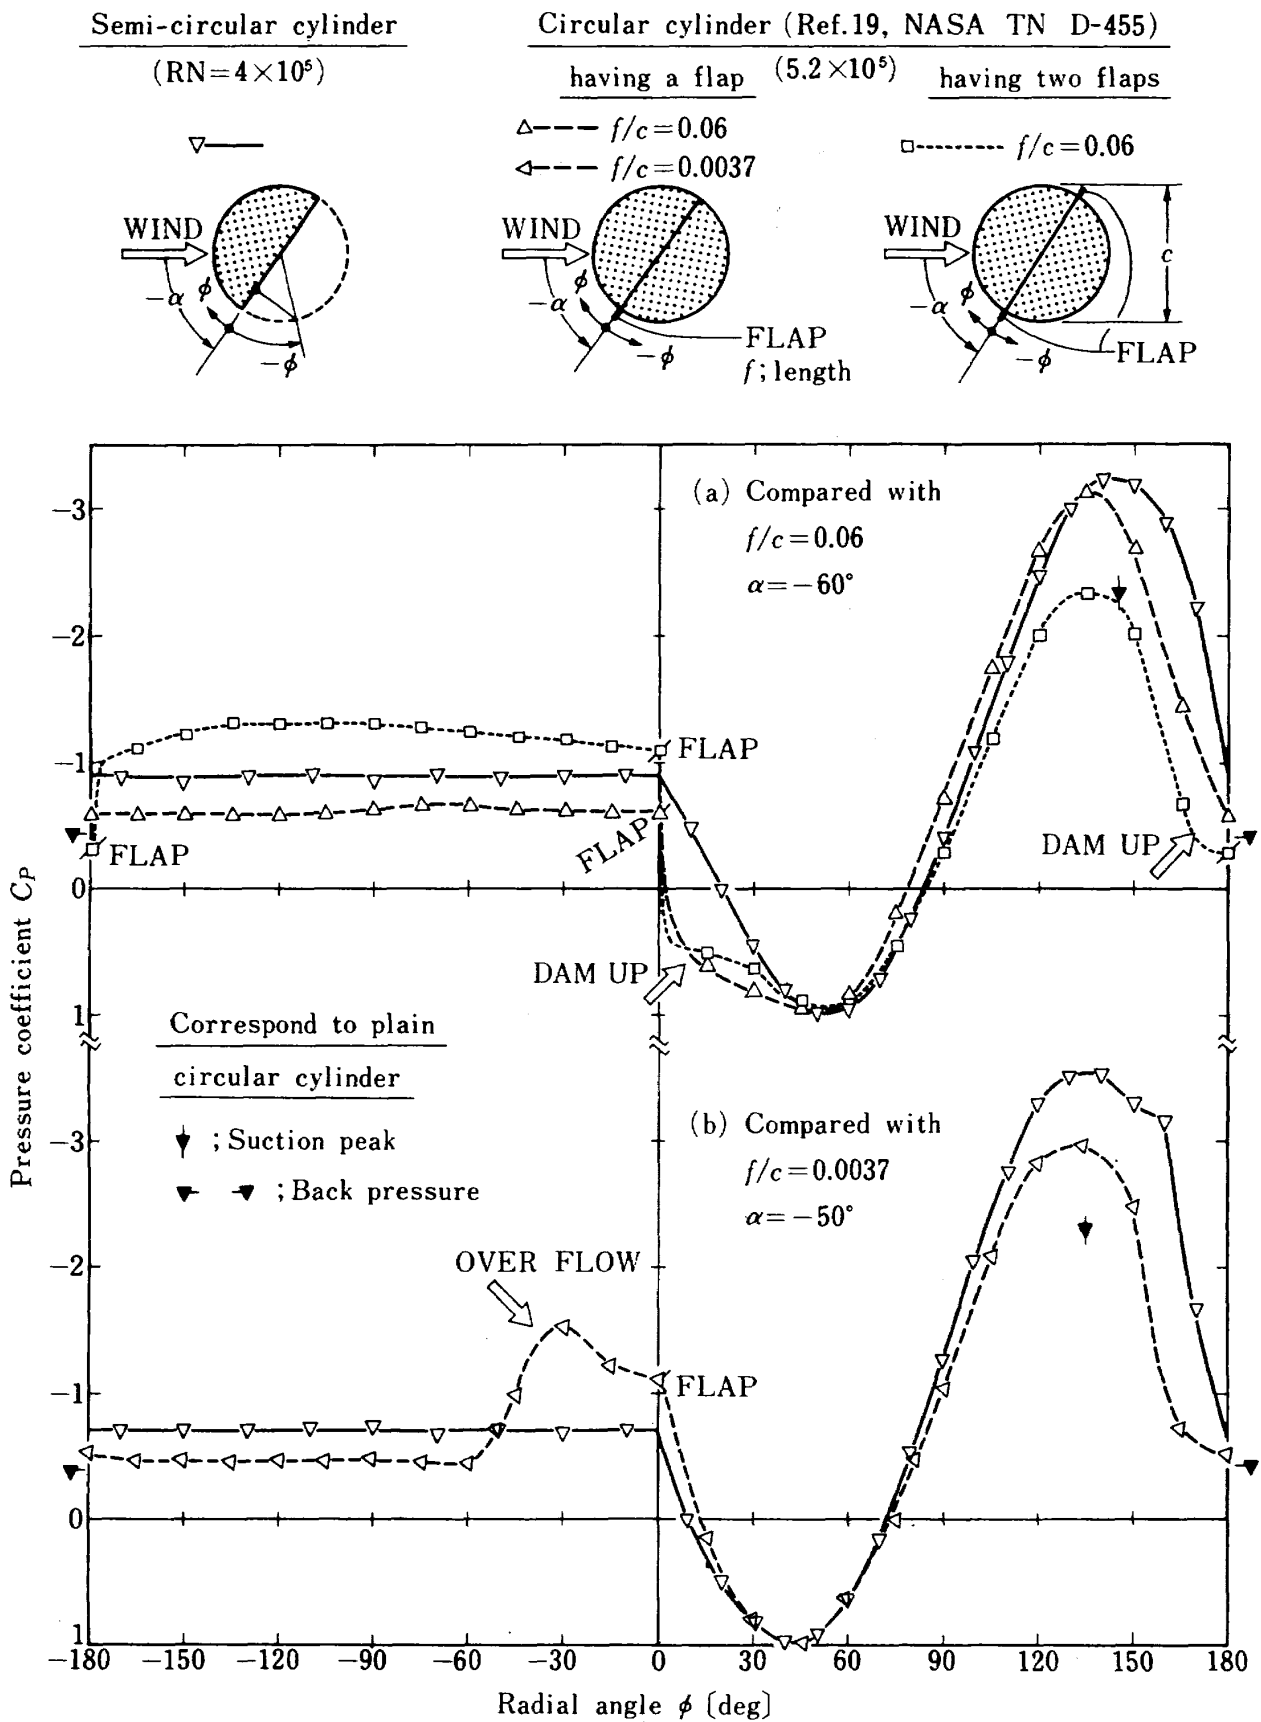 Semi-circular cylinder
(RN=4×10⁵)
Circular cylinder (Ref.19, NASA TN D-455)
(5.2×10⁵)
having a flap
having two flaps
f/c=0.06
f/c=0.0037
f/c=0.06
WIND
-α
ϕ
-ϕ
WIND
-α
ϕ
-ϕ
FLAP
f; length
WIND
-α
ϕ
-ϕ
c
FLAP
(a) Compared with
f/c=0.06
α=-60°
-3
-2
-1
0
1
FLAP
FLAP
FLAP
DAM UP
DAM UP
Pressure coefficient C_P
Correspond to plain
circular cylinder
; Suction peak
; Back pressure
(b) Compared with
f/c=0.0037
α=-50°
OVER FLOW
FLAP
-3
-2
-1
0
1
-180 -150 -120 -90 -60 -30 0 30 60 90 120 150 180
Radial angle ϕ [deg]